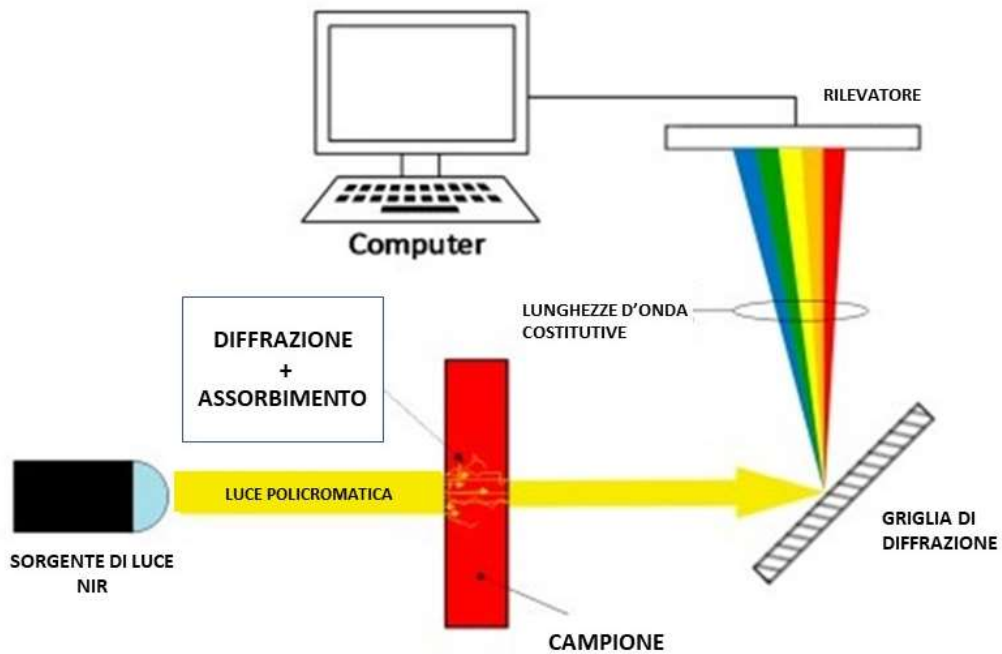 RILEVATORE
Computer
LUNGHEZZE D'ONDA
COSTITUTIVE
DIFFRAZIONE
+
ASSORBIMENTO
LUCE POLICROMATICA
SORGENTE DI LUCE
NIR
GRIGLIA DI
DIFFRAZIONE
CAMPIONE